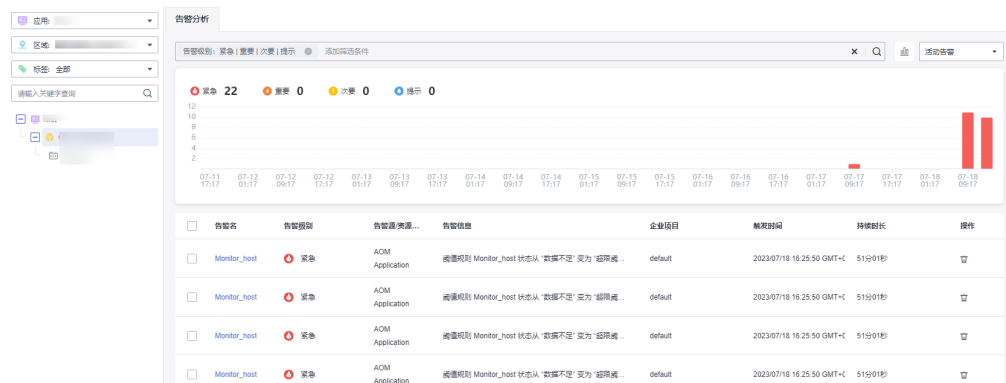 应用:
区域:
标签: 全部
请输入关键字查询
告警分析
告警级别: 紧急 | 重要 | 次要 | 提示 添加筛选条件
活动告警
紧急 22 重要 0 次要 0 提示 0
12
10
8
6
4
2
07-11 17:17
07-12 01:17
07-12 09:17
07-12 17:17
07-13 01:17
07-13 09:17
07-13 17:17
07-14 01:17
07-14 09:17
07-14 17:17
07-15 01:17
07-15 09:17
07-15 17:17
07-16 01:17
07-16 09:17
07-16 17:17
07-17 01:17
07-17 09:17
07-17 17:17
07-18 01:17
07-18 09:17
告警名 告警级别 告警源/资源... 告警信息 企业项目 触发时间 持续时长 操作
Monitor_host 紧急 AOM Application 阈值规则 Monitor_host 状态从 "数据不足" 变为 "超限阈... default 2023/07/18 16:25:50 GMT+0 51分01秒
Monitor_host 紧急 AOM Application 阈值规则 Monitor_host 状态从 "数据不足" 变为 "超限阈... default 2023/07/18 16:25:50 GMT+0 51分01秒
Monitor_host 紧急 AOM Application 阈值规则 Monitor_host 状态从 "数据不足" 变为 "超限阈... default 2023/07/18 16:25:50 GMT+0 51分01秒
Monitor_host 紧急 AOM Application 阈值规则 Monitor_host 状态从 "数据不足" 变为 "超限阈... default 2023/07/18 16:25:50 GMT+0 51分01秒